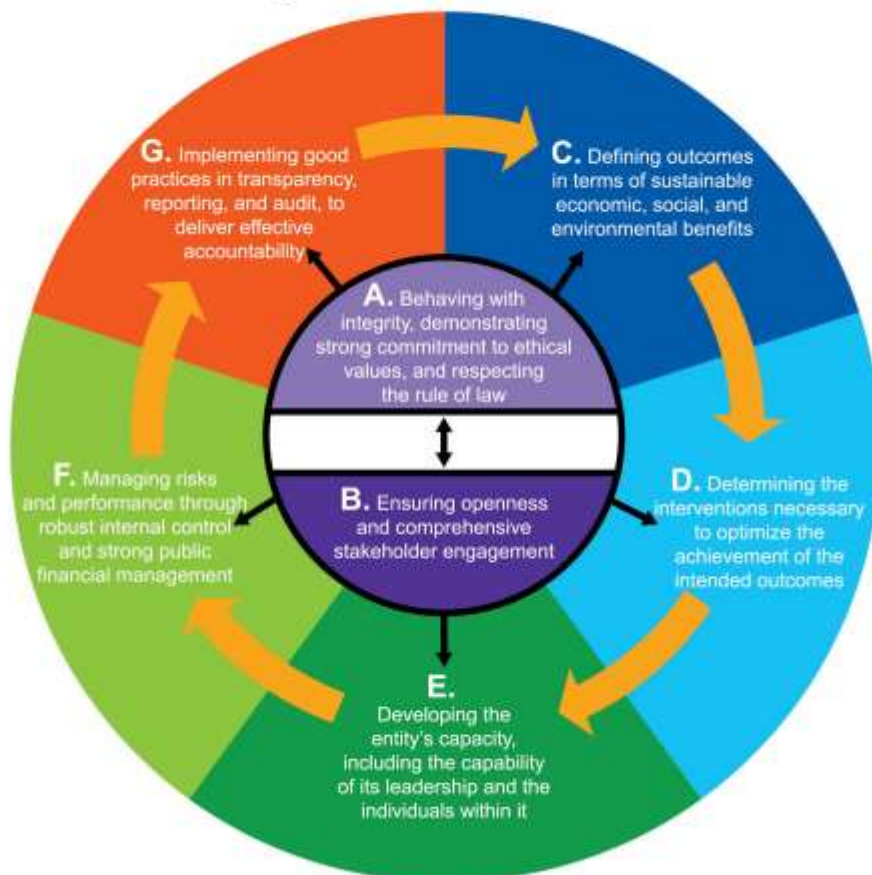 G. Implementing good
practices in transparency,
reporting, and audit, to
deliver effective
accountability
C. Defining outcomes
in terms of sustainable
economic, social, and
environmental benefits
A. Behaving with
integrity, demonstrating
strong commitment to ethical
values, and respecting
the rule of law
B. Ensuring openness
and comprehensive
stakeholder engagement
D. Determining the
interventions necessary
to optimize the
achievement of the
intended outcomes
F. Managing risks
and performance through
robust internal control
and strong public
financial management
E.
Developing the
entity's capacity,
including the capability
of its leadership and the
individuals within it